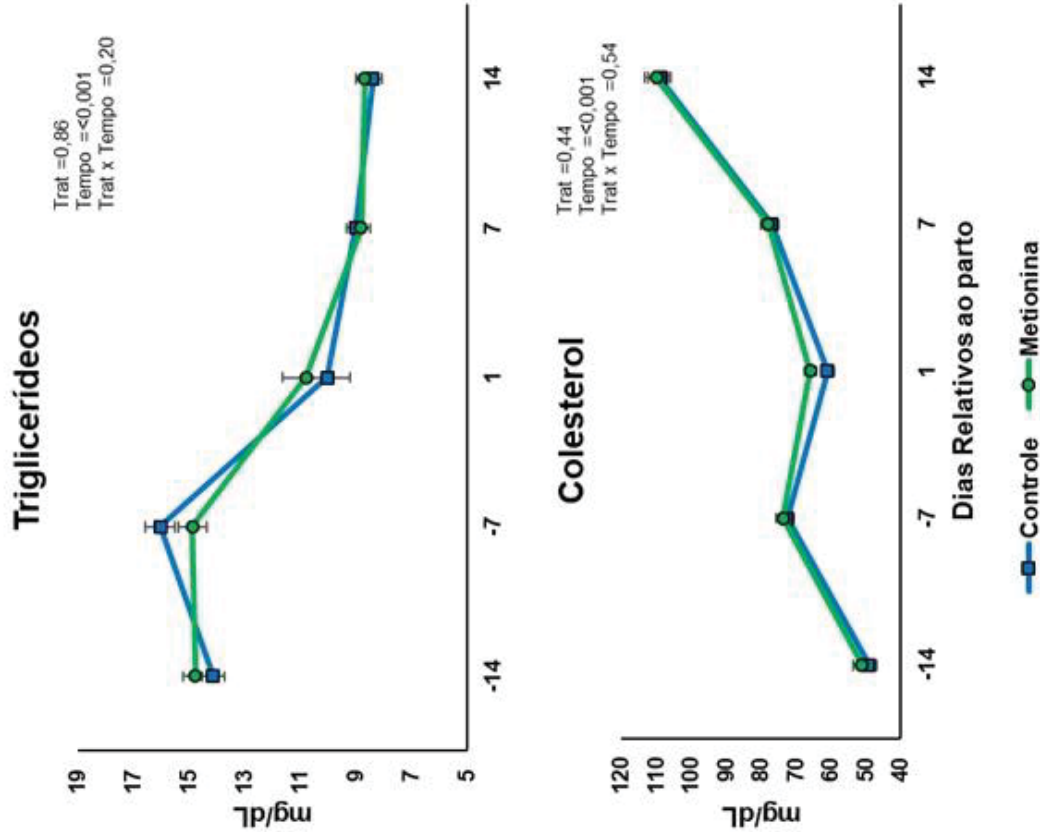 Triglicerídeos
Trat =0,86
Tempo =<0,001
Trat x Tempo =0,20
mg/dL
19
15
13
11
9
7
5
-14
-7
1
7
14
Colesterol
Trat =0,44
Tempo =<0,001
Trat x Tempo =0,54
mg/dL
120
110
100
90
80
70
60
50
40
-14
-7
1
7
14
Dias Relativos ao parto
Controle
Metionina